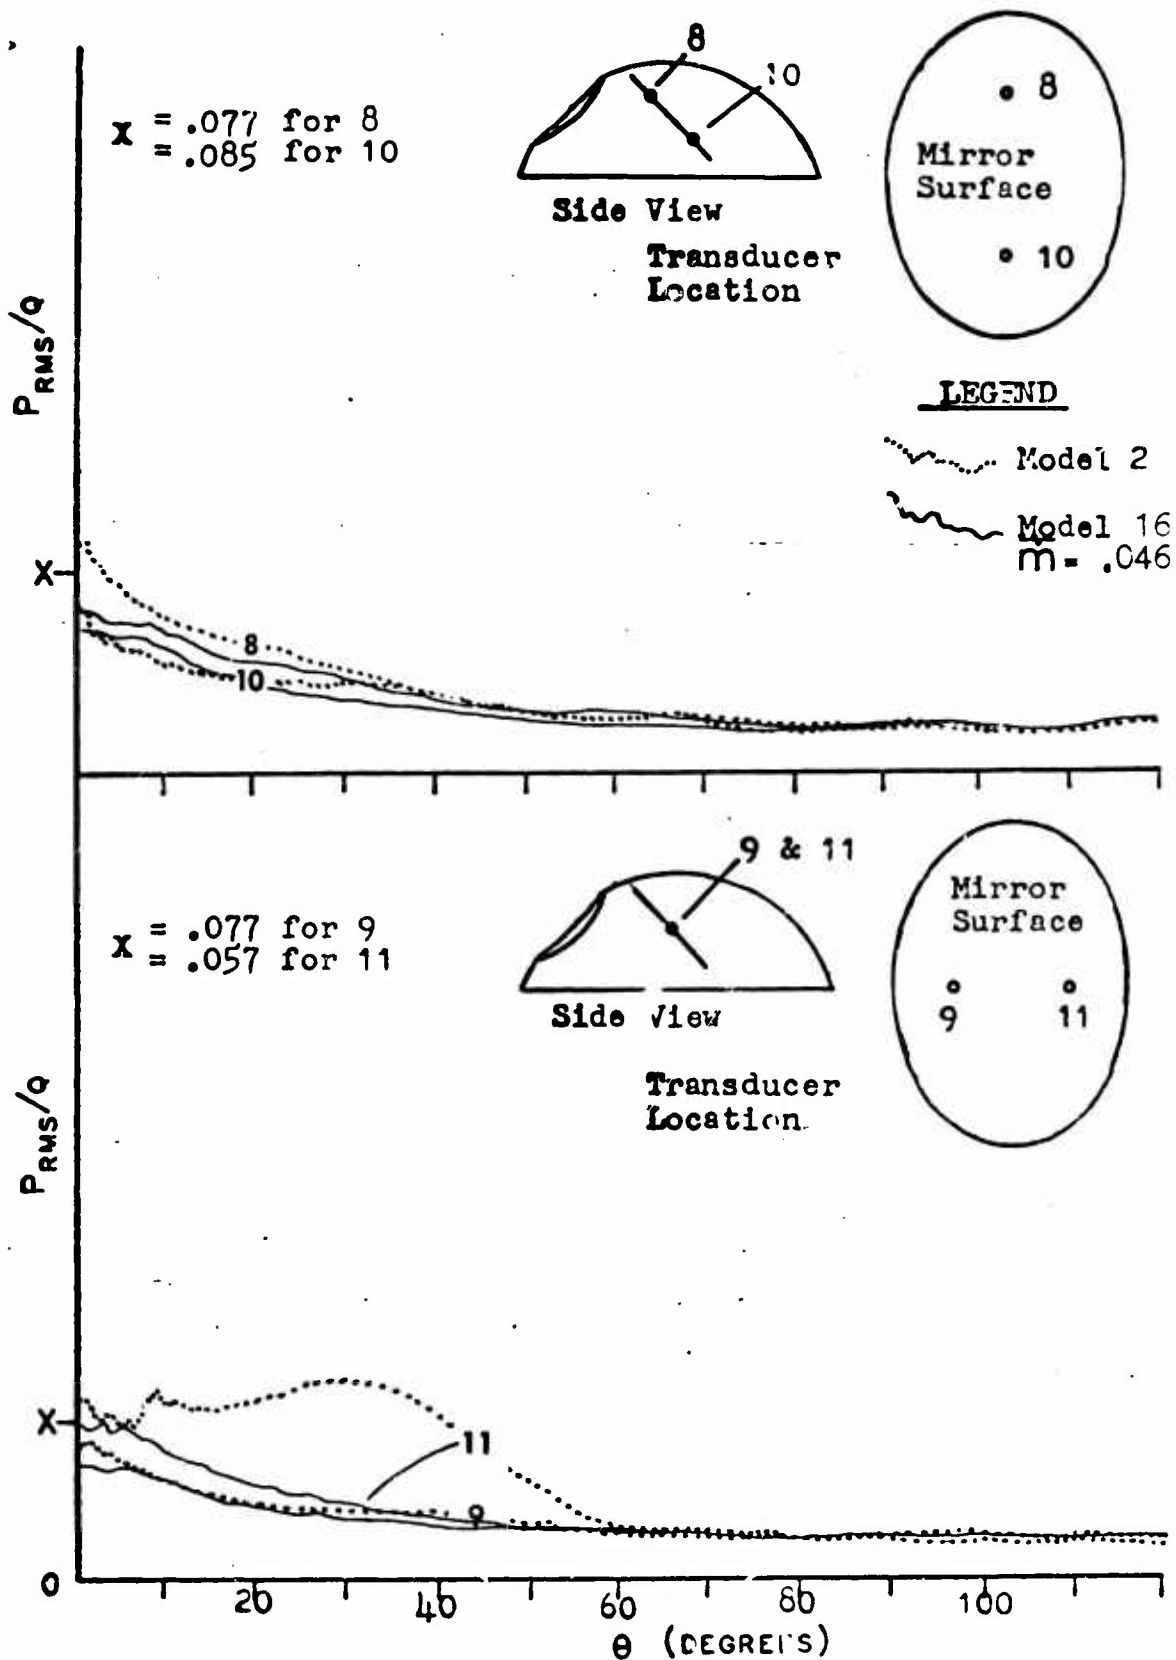 8
10
X = .077 for 8
= .085 for 10
8
Mirror
Surface
10
Side View
Transducer
Location
LEGEND
Model 2
Model 16
ṁ = .046
PRMS/Q
X
8
10
9 & 11
X = .077 for 9
= .057 for 11
Mirror
Surface
9
11
Side View
Transducer
Location
PRMS/Q
X
11
9
0
20
40
60
80
100
θ (DEGREES)